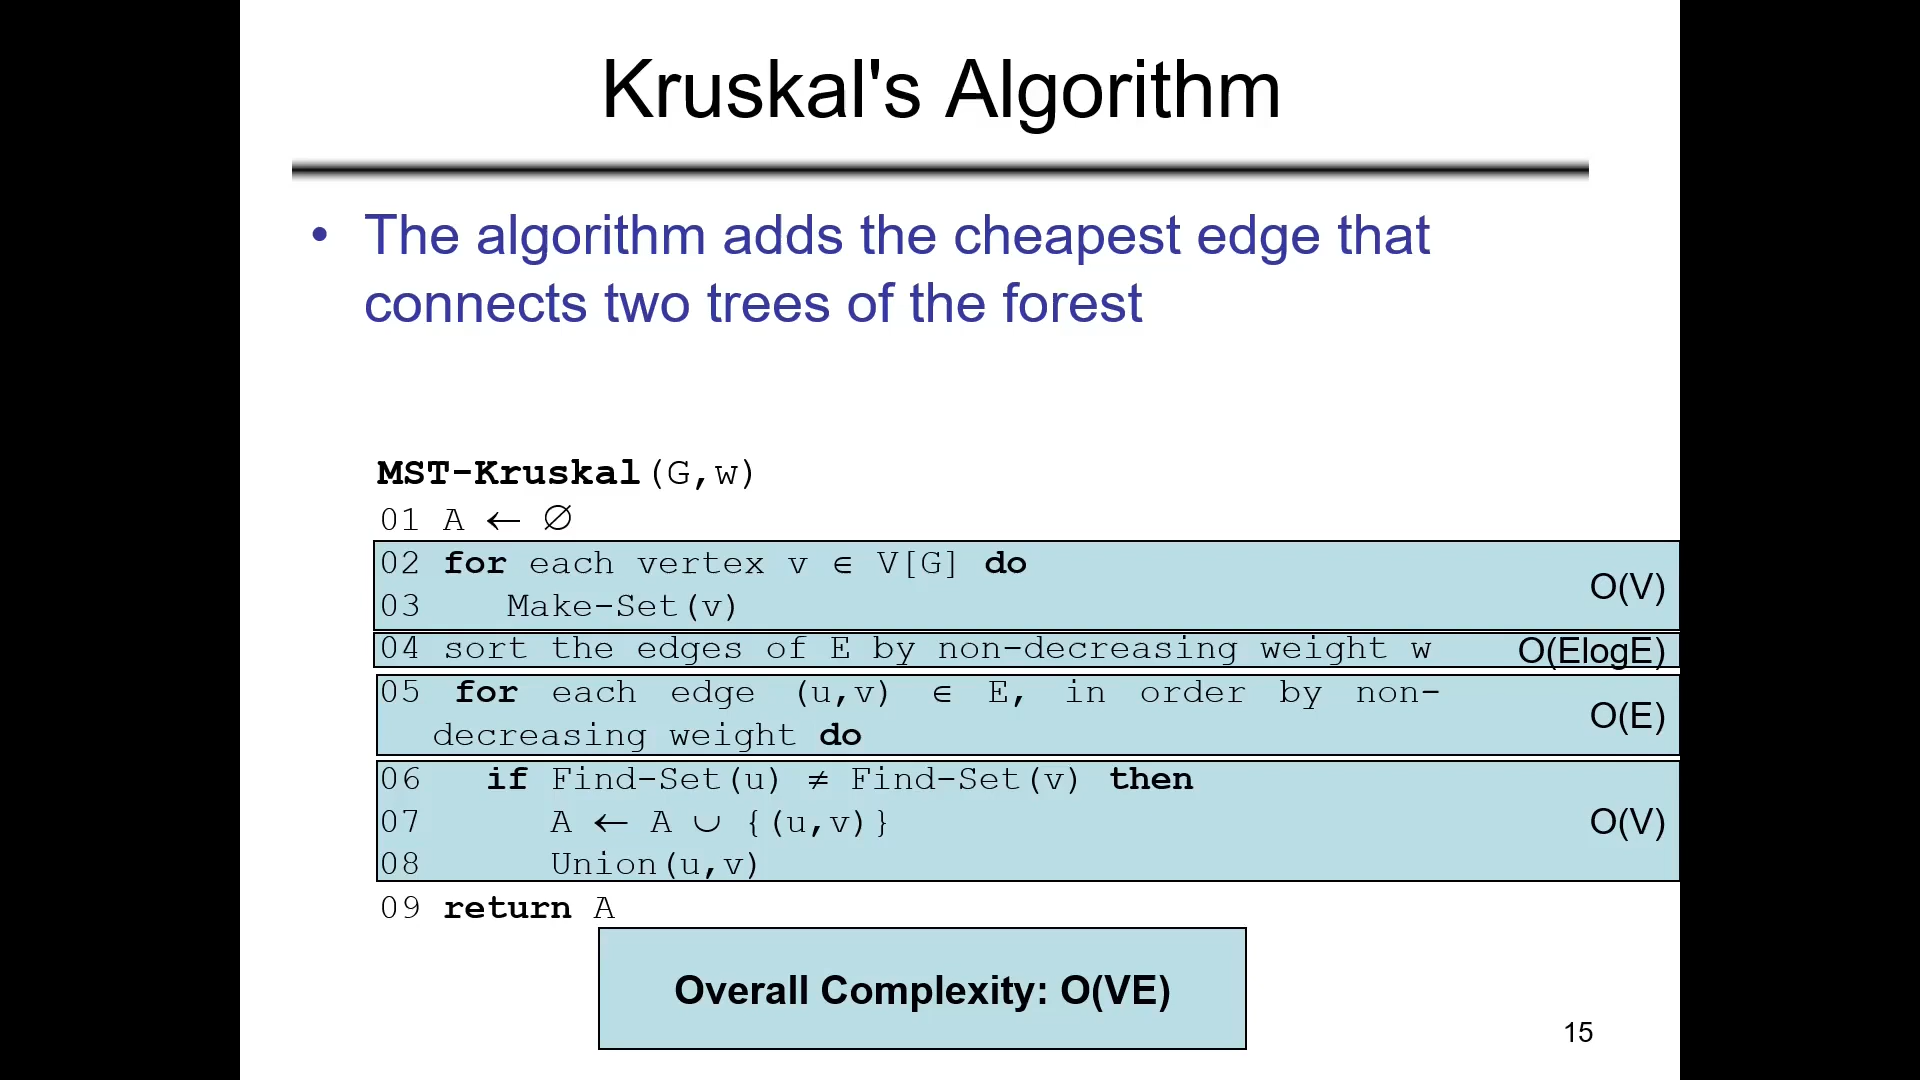 Kruskal's Algorithm
• The algorithm adds the cheapest edge that
connects two trees of the forest
MST-Kruskal(G,w)
01 A ← ∅
02 for each vertex v ∈ V[G] do
03 Make-Set(v)
O(V)
04 sort the edges of E by non-decreasing weight w O(ElogE)
05 for each edge (u,v) ∈ E, in order by non-
decreasing weight do
O(E)
06 if Find-Set(u) ≠ Find-Set(v) then
07 A ← A ∪ {(u,v)} O(V)
08 Union(u,v)
09 return A
Overall Complexity: O(VE)
15